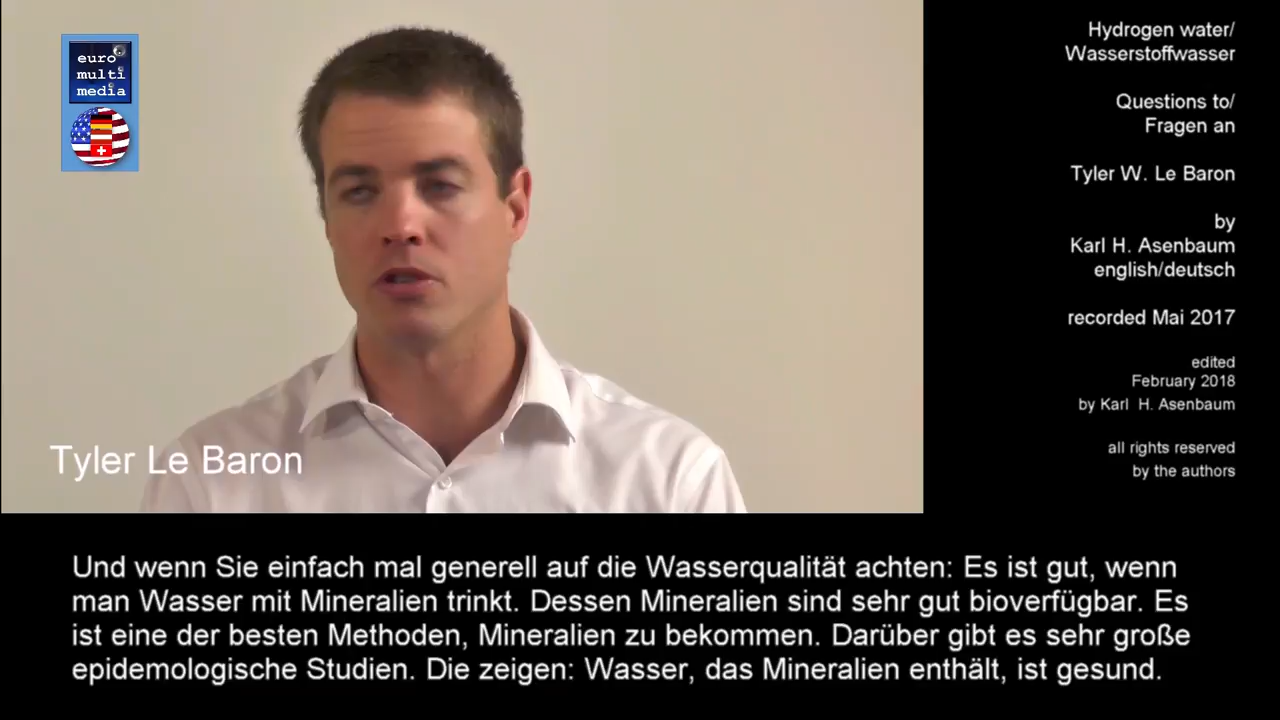 euro
multi
media
Hydrogen water/
Wasserstoffwasser
Questions to/
Fragen an
Tyler W. Le Baron
by
Karl H. Asenbaum
english/deutsch
recorded Mai 2017
edited
February 2018
by Karl H. Asenbaum
all rights reserved
by the authors
Tyler Le Baron
Und wenn Sie einfach mal generell auf die Wasserqualität achten: Es ist gut, wenn
man Wasser mit Mineralien trinkt. Dessen Mineralien sind sehr gut bioverfügbar. Es
ist eine der besten Methoden, Mineralien zu bekommen. Darüber gibt es sehr große
epidemologische Studien. Die zeigen: Wasser, das Mineralien enthält, ist gesund.